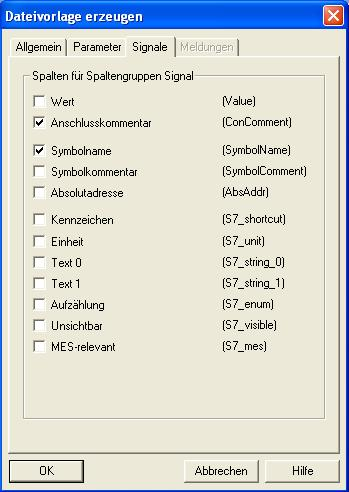 Dateivorlage erzeugen
Allgemein Parameter Signale Meldungen
Spalten für Spaltengruppen Signal
Wert (Value)
Anschlusskommentar (ConComment)
Symbolname (SymbolName)
Symbolkommentar (SymbolComment)
Absolutadresse (AbsAddr)
Kennzeichen (S7_shortcut)
Einheit (S7_unit)
Text 0 (S7_string_0)
Text 1 (S7_string_1)
Aufzählung (S7_enum)
Unsichtbar (S7_visible)
MES-relevant (S7_mes)
OK Abbrechen Hilfe